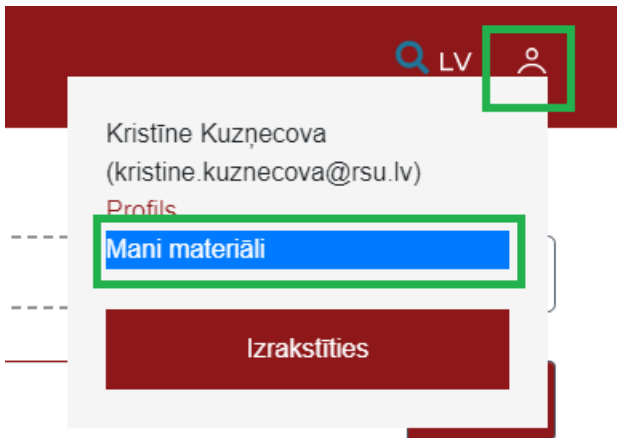 LV
Kristīne Kuzņecova
(kristine.kuznecova@rsu.lv)
Profils
Mani materiāli
Izrakstīties